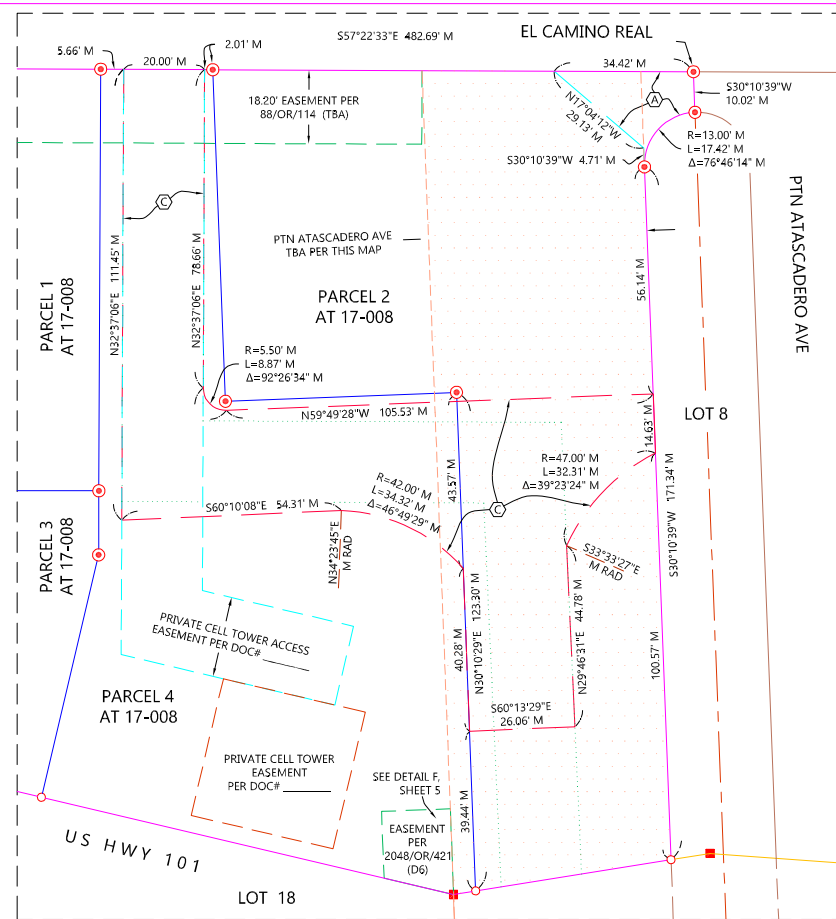 S57°22'33"E 482.69' M
EL CAMINO REAL
5.66' M
20.00' M
2.01' M
34.42' M
S30°10'39"W
10.02' M
18.20' EASEMENT PER
88/OR/114 (TBA)
A
N17°04'12"W
29.13' M
R=13.00' M
L=17.42' M
Δ=76°46'14" M
S30°10'39"W 4.71' M
C
PTN ATASCADERO AVE
PTN ATASCADERO AVE
TBA PER THIS MAP
N32°37'06"E 111.45' M
N32°37'06"E 78.66' M
56.14' M
PARCEL 1
AT 17-008
PARCEL 2
AT 17-008
R=5.50' M
L=8.87' M
Δ=92°26'34" M
N59°49'28"W 105.53' M
LOT 8
14.63' M
43.57' M
R=47.00' M
L=32.31' M
Δ=39°23'24" M
R=42.00' M
L=34.32' M
Δ=46°49'29" M
S30°10'39"W 171.34' M
S60°10'08"E 54.31' M
C
PARCEL 3
AT 17-008
N34°23'45"E
M RAD
S33°33'27"E
M RAD
PRIVATE CELL TOWER ACCESS
EASEMENT PER DOC# ________
40.28' M
N30°10'29"E 123.30' M
N29°46'31"E 44.78' M
100.57' M
PARCEL 4
AT 17-008
S60°13'29"E
26.06' M
PRIVATE CELL TOWER
EASEMENT
PER DOC# ________
SEE DETAIL F,
SHEET 5
39.44' M
EASEMENT
PER
2048/OR/421
(D6)
US HWY 101
LOT 18